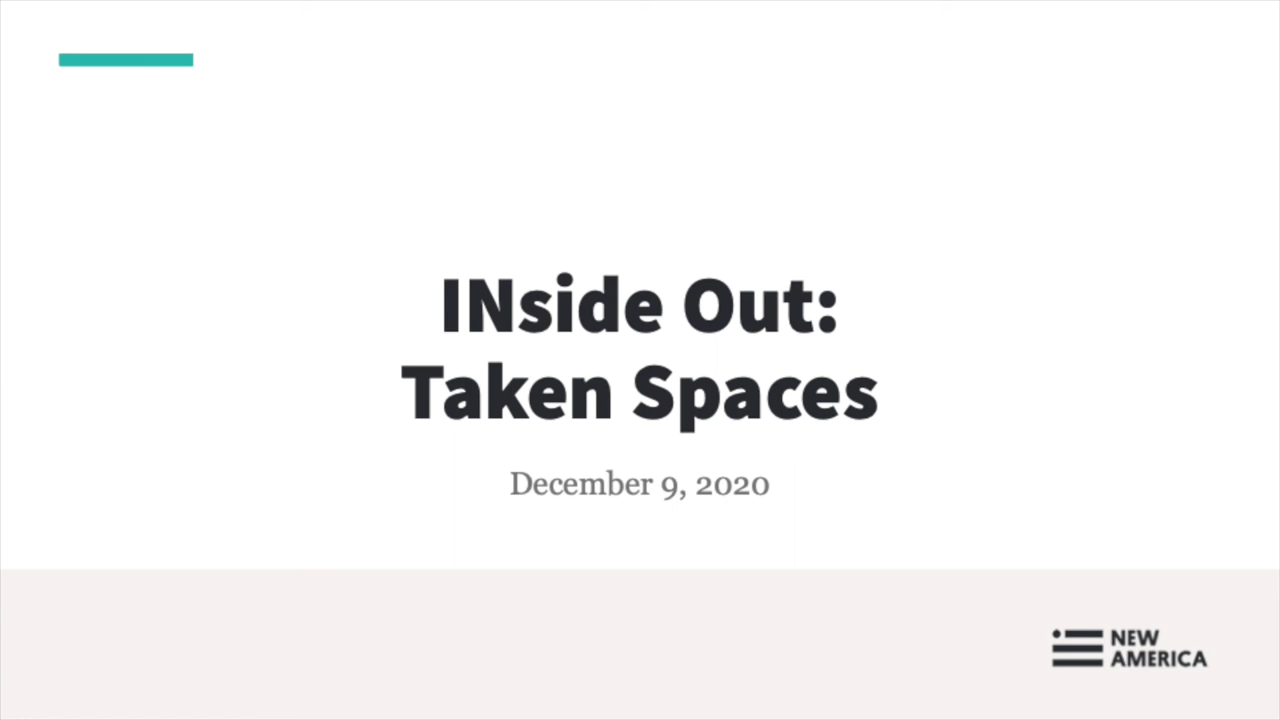 INside Out:
Taken Spaces
December 9, 2020
NEW
AMERICA